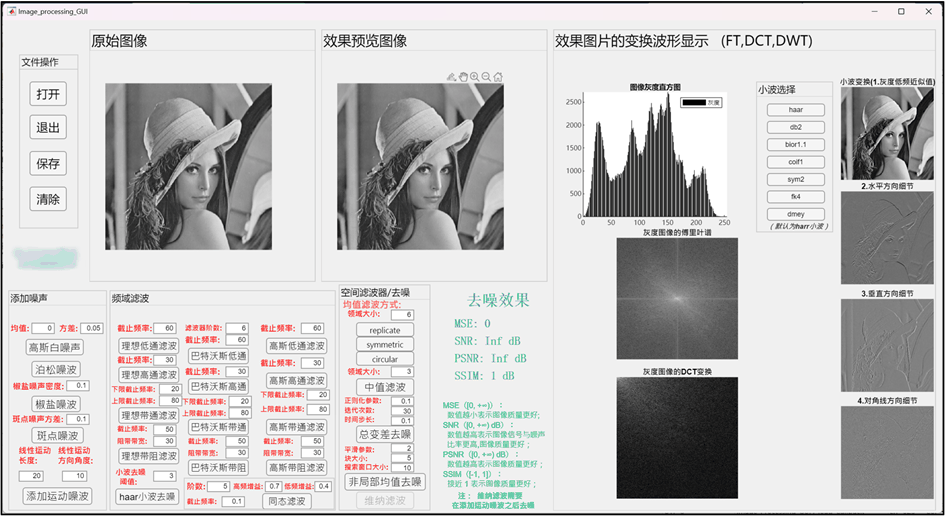 Image_processing_GUI
原始图像
效果预览图像
效果图片的变换波形显示 (FT,DCT,DWT)
文件操作
打开
退出
保存
清除
图像灰度直方图
灰度
2500
2000
1500
1000
500
0
0 50 100 150 200 250
灰度图像的傅里叶谱
灰度图像的DCT变换
小波选择
haar
db2
bior1.1
coif1
sym2
fk4
dmey
(默认为harr小波)
小波变换(1.灰度低频近似值)
2.水平方向细节
3.垂直方向细节
4.对角线方向细节
添加噪声
均值: 0 方差: 0.05
高斯白噪声
泊松噪波
椒盐噪声密度: 0.1
椒盐噪波
斑点噪声方差: 0.1
斑点噪波
线性运动长度: 线性运动方向角度:
20 10
添加运动噪波
频域滤波
截止频率: 60
理想低通滤波
截止频率: 30
理想高通滤波
下限截止频率: 20
上限截止频率: 80
理想带通滤波
截止频率: 50
阻带带宽: 30
理想带阻滤波
小波去噪阈值: 3
haar小波去噪
滤波器阶数: 6
截止频率: 60
巴特沃斯低通
截止频率: 30
巴特沃斯高通
下限截止频率: 20
上限截止频率: 80
巴特沃斯带通
截止频率: 50
阻带带宽: 30
巴特沃斯带阻
截止频率: 60
高斯低通滤波
截止频率: 30
高斯高通滤波
下限截止频率: 20
上限截止频率: 80
高斯带通滤波
截止频率: 50
阻带带宽: 30
高斯带阻滤波
阶数: 5 高频增益: 0.7 低频增益: 0.4
截止频率: 0.1 同态滤波
空间滤波器/去噪
均值滤波方式:
领域大小: 6
replicate
symmetric
circular
领域大小: 3
中值滤波
正则化参数: 0.1
迭代次数: 30
时间步长: 0.1
总变差去噪
平滑参数: 2
块大小: 5
搜索窗口大小: 10
非局部均值去噪
维纳滤波
去噪效果
MSE: 0
SNR: Inf dB
PSNR: Inf dB
SSIM: 1 dB
MSE ([0, +∞)) :
数值越小表示图像质量更好;
SNR ([0, +∞) dB) :
数值越高表示图像信号与噪声
比率更高,图像质量更好;
PSNR ([0, +∞) dB) :
数值越高表示图像质量更好;
SSIM ([-1, 1]) :
接近 1 表示图像质量更好;
注: 维纳滤波需要
在添加运动噪波之后去噪